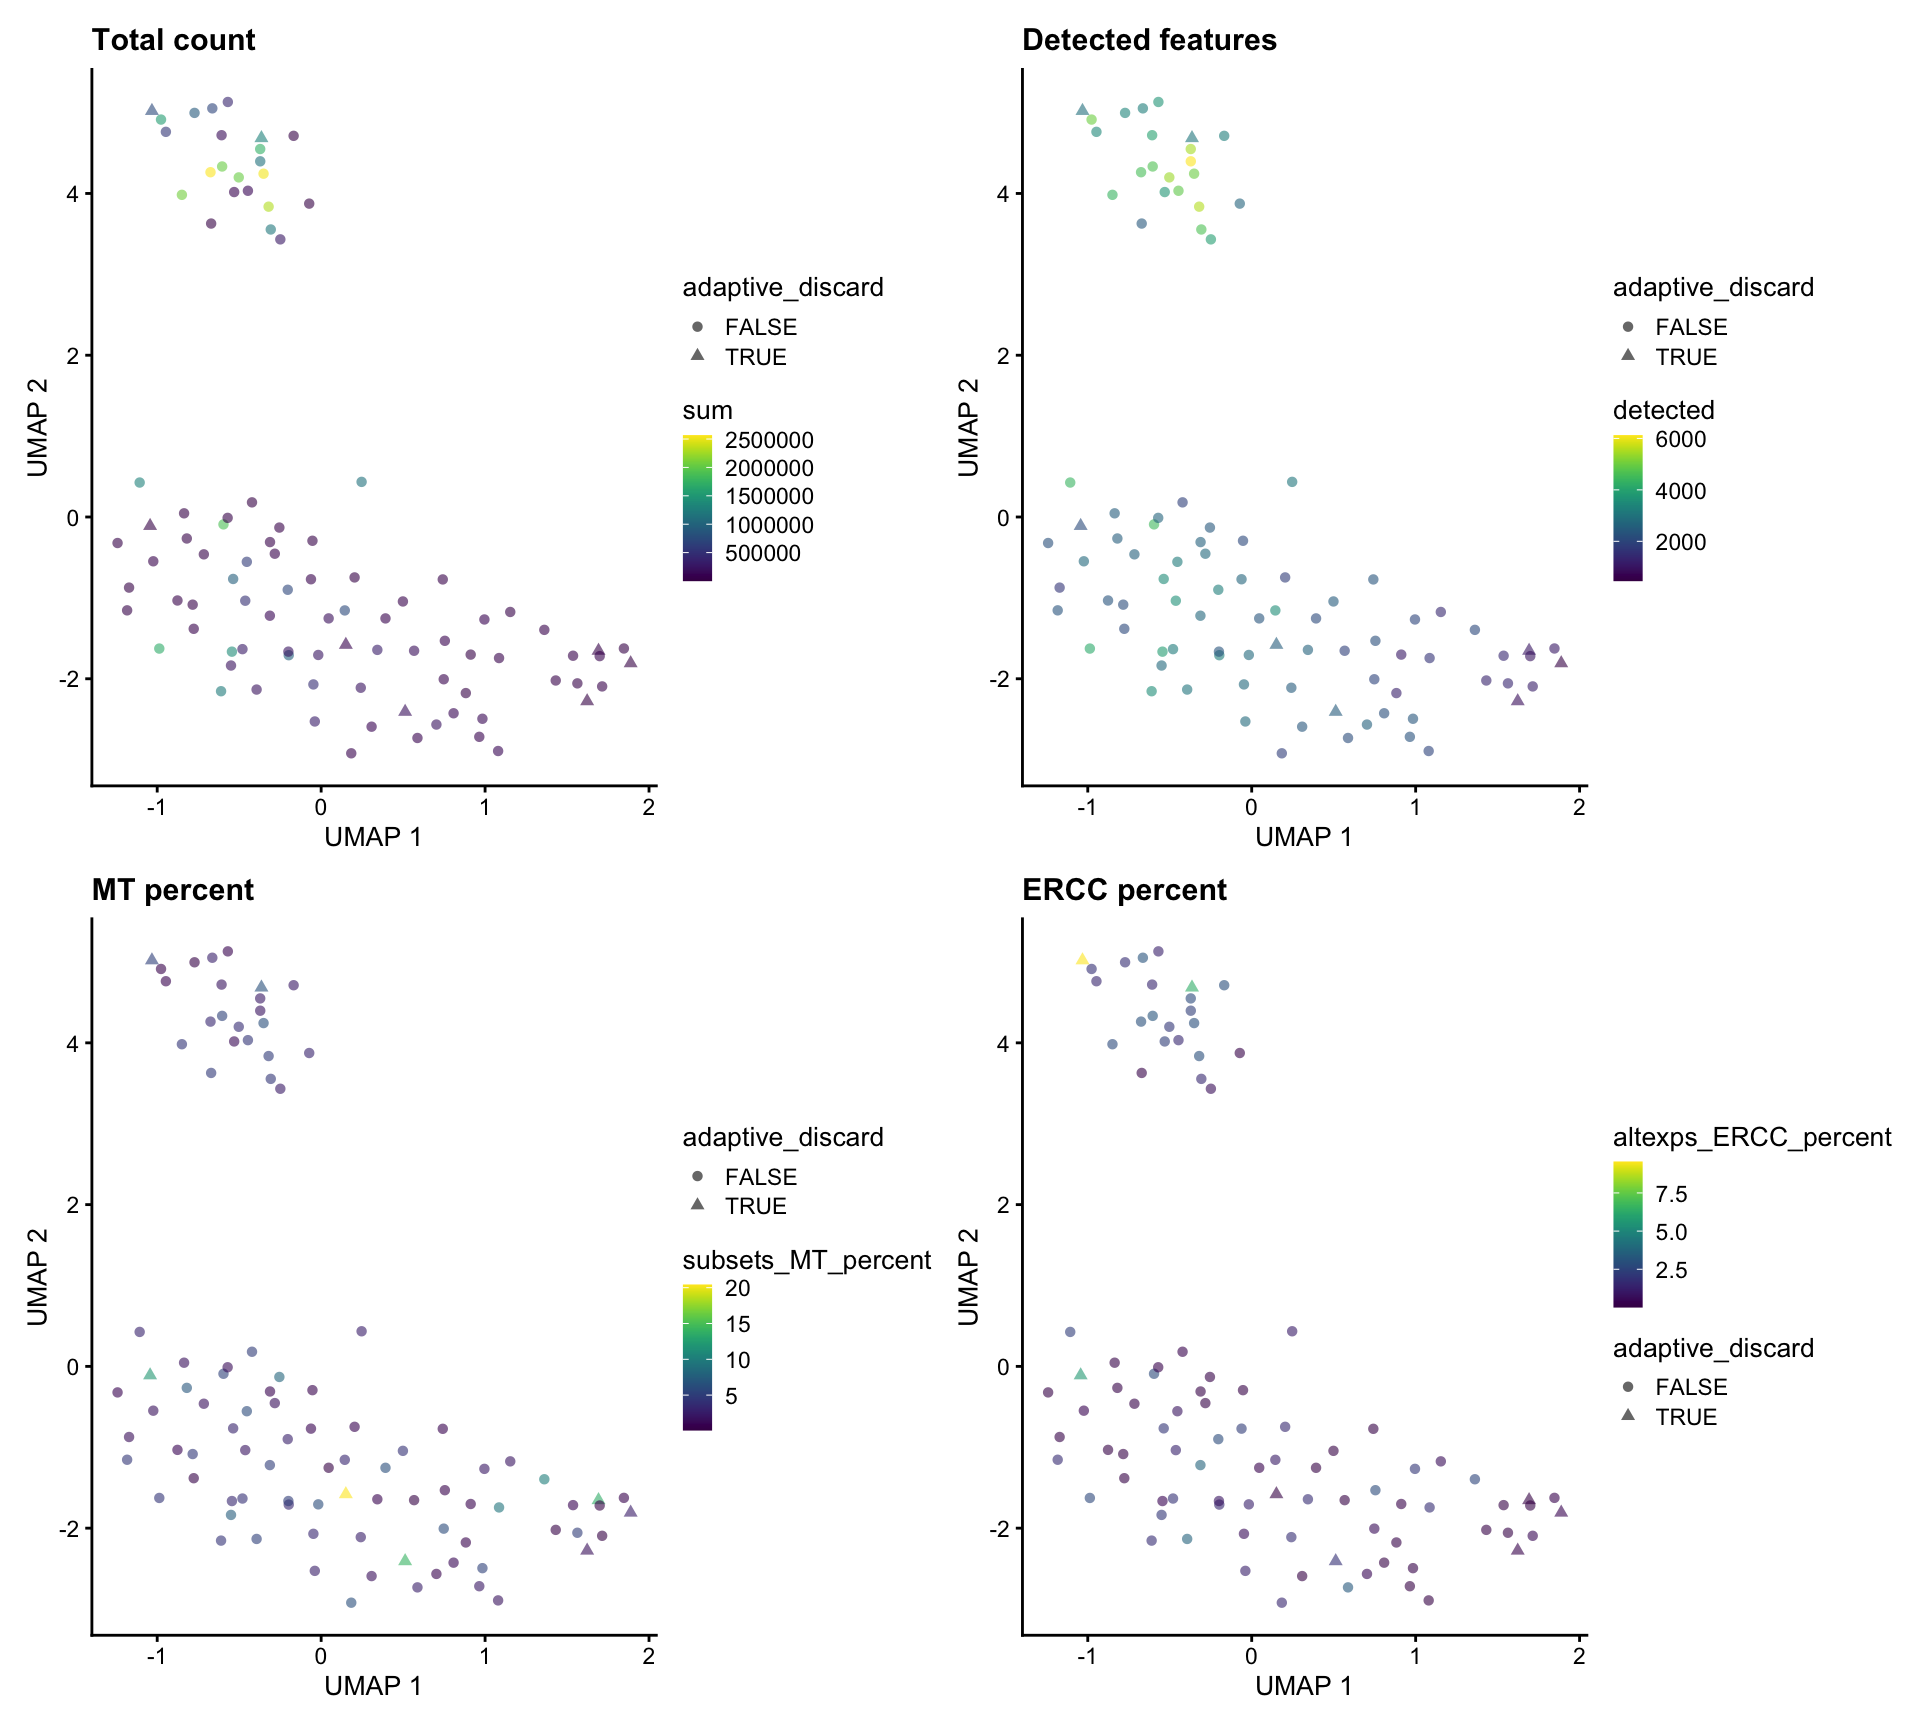 Total count
4
2
0
-2
UMAP 2
-1 0 1 2
UMAP 1
adaptive_discard
FALSE
TRUE
sum
2500000
2000000
1500000
1000000
500000
Detected features
4
2
0
-2
UMAP 2
-1 0 1 2
UMAP 1
adaptive_discard
FALSE
TRUE
detected
6000
4000
2000
MT percent
4
2
0
-2
UMAP 2
-1 0 1 2
UMAP 1
adaptive_discard
FALSE
TRUE
subsets_MT_percent
20
15
10
5
ERCC percent
4
2
0
-2
UMAP 2
-1 0 1 2
UMAP 1
altexps_ERCC_percent
7.5
5.0
2.5
adaptive_discard
FALSE
TRUE